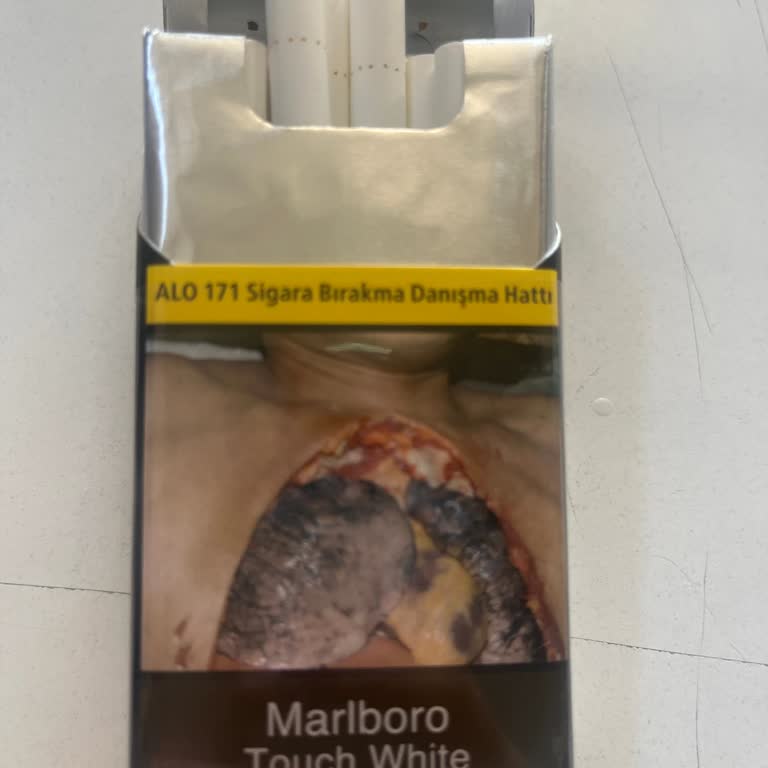 ALO 171 Sigara Bırakma Danışma Hattı
Marlboro
Touch White